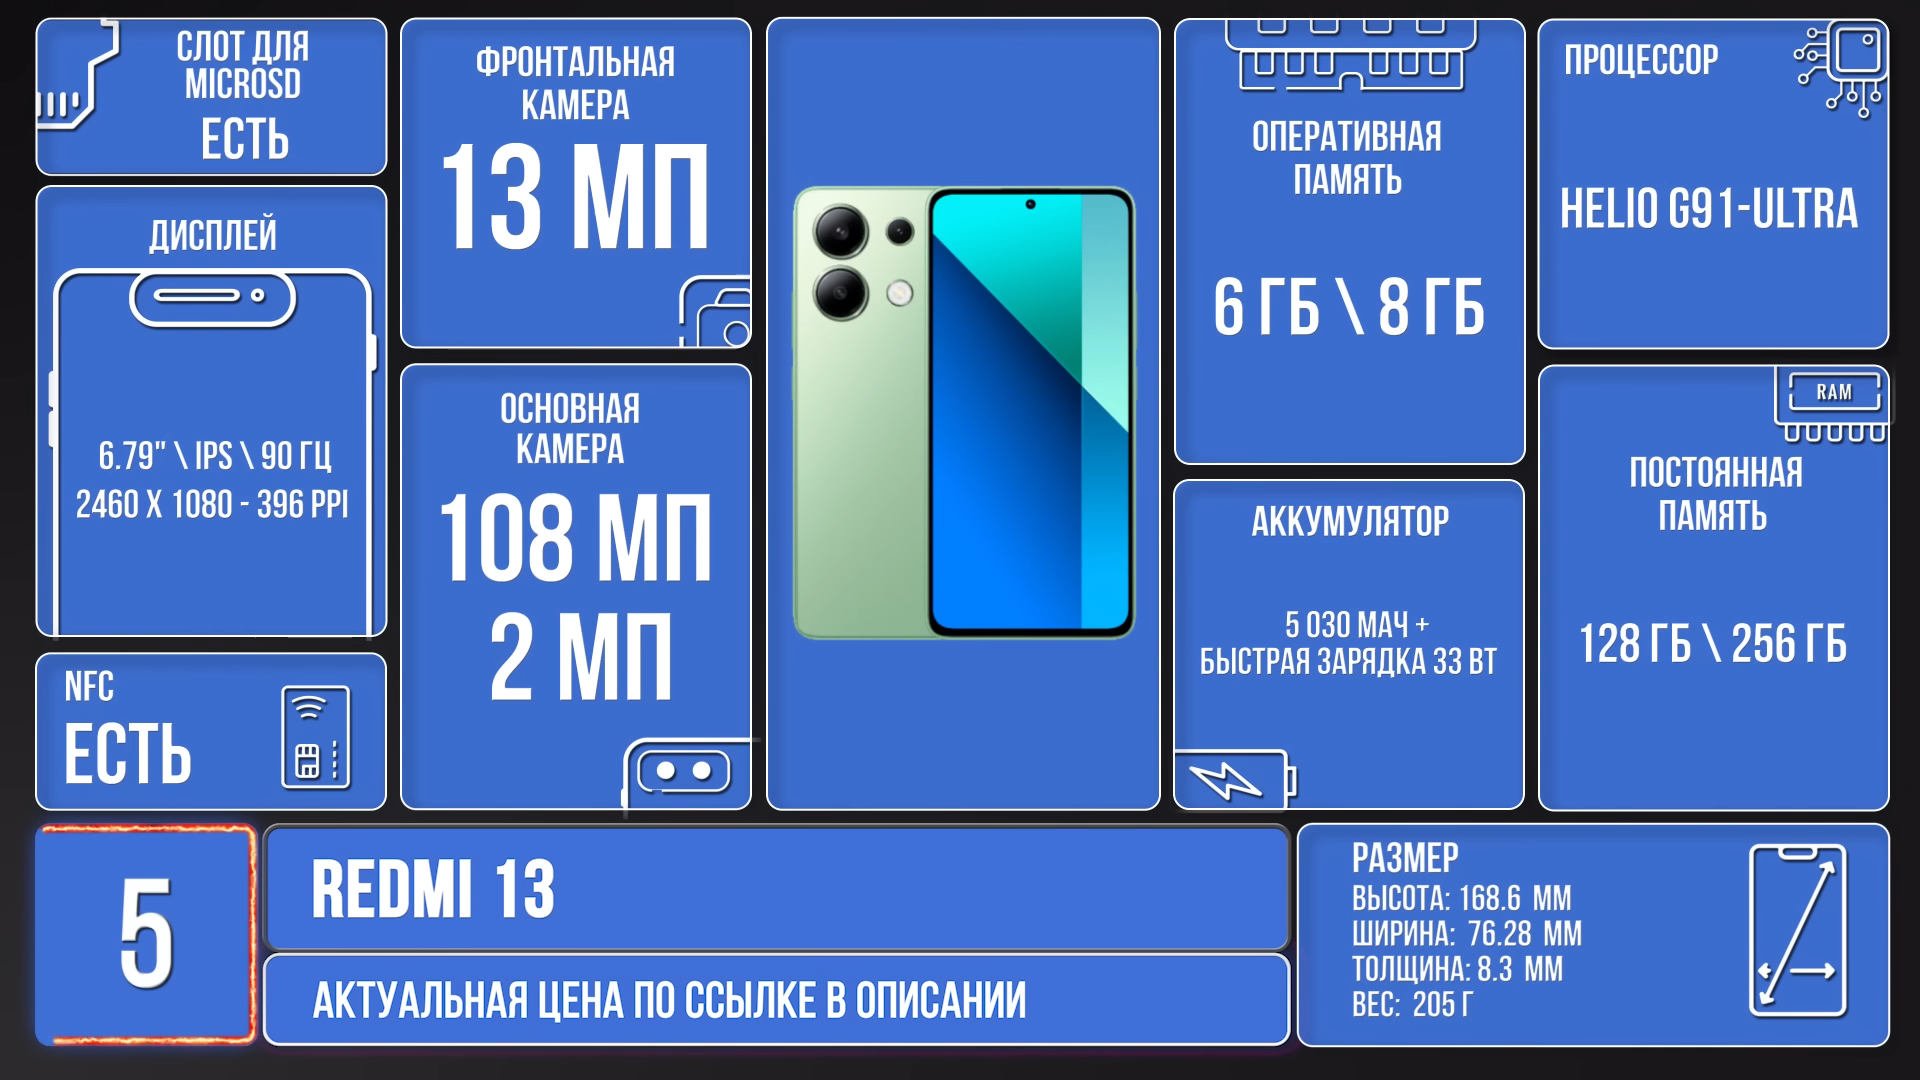 СЛОТ ДЛЯ
MICROSD
ЕСТЬ
ДИСПЛЕЙ
6.79" \ IPS \ 90 ГЦ
2460 X 1080 - 396 PPI
NFC
ЕСТЬ
ФРОНТАЛЬНАЯ
КАМЕРА
13 МП
ОСНОВНАЯ
КАМЕРА
108 МП
2 МП
ОПЕРАТИВНАЯ
ПАМЯТЬ
6 ГБ \ 8 ГБ
АККУМУЛЯТОР
5 030 МАЧ +
БЫСТРАЯ ЗАРЯДКА 33 ВТ
ПРОЦЕССОР
HELIO G91-ULTRA
RAM
ПОСТОЯННАЯ
ПАМЯТЬ
128 ГБ \ 256 ГБ
5
REDMI 13
АКТУАЛЬНАЯ ЦЕНА ПО ССЫЛКЕ В ОПИСАНИИ
РАЗМЕР
ВЫСОТА: 168.6 ММ
ШИРИНА: 76.28 ММ
ТОЛЩИНА: 8.3 ММ
ВЕС: 205 Г